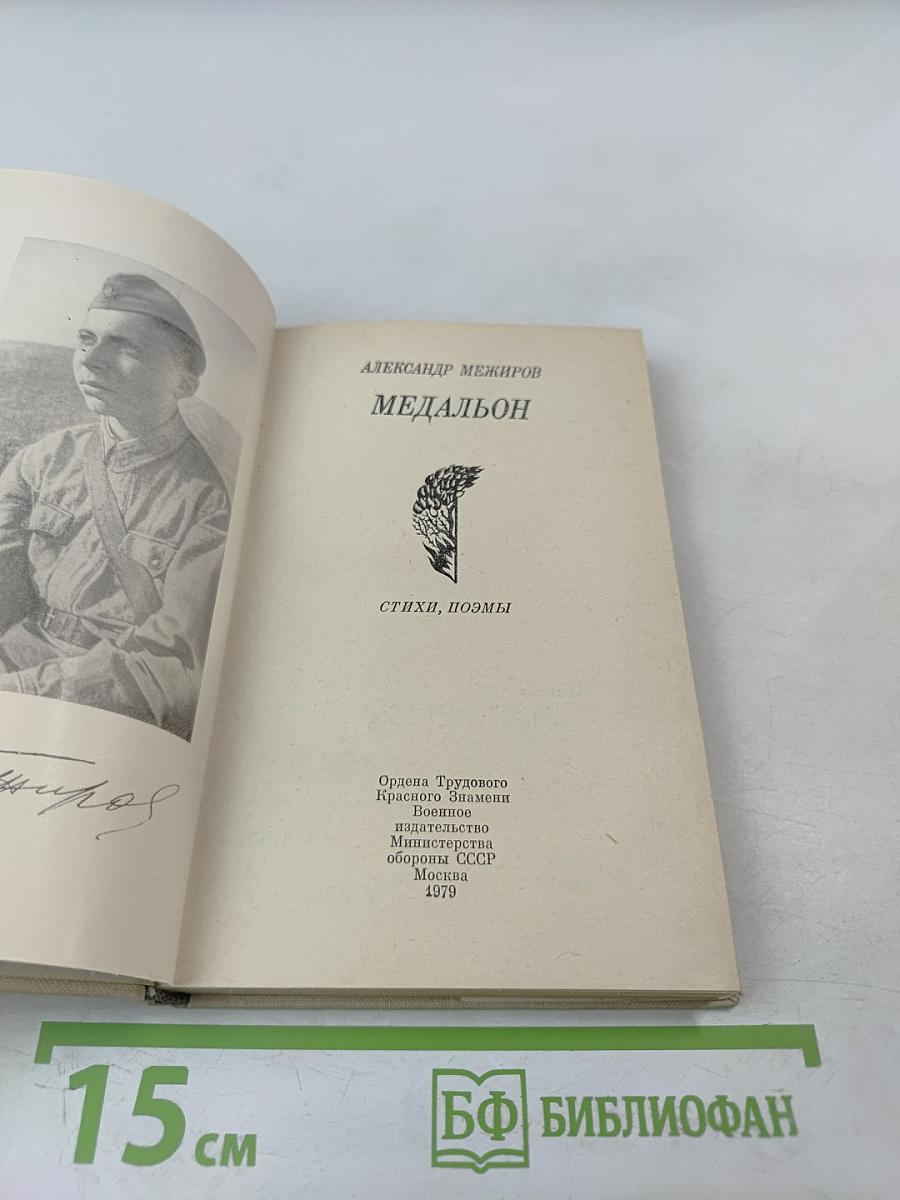 АЛЕКСАНДР МЕЖИРОВ
МЕДАЛЬОН
СТИХИ, ПОЭМЫ
Ордена Трудового
Красного Знамени
Военное
издательство
Министерства
обороны СССР
Москва
1979
15 см
БФ БИБЛИОФАН